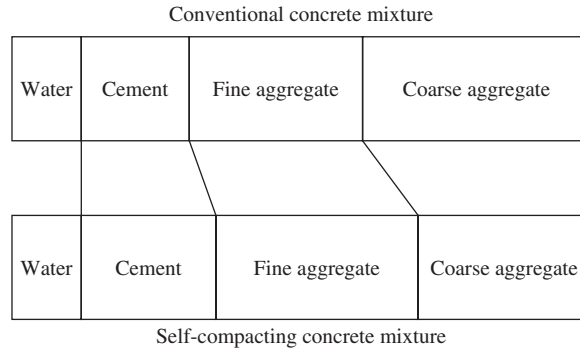 Conventional concrete mixture
Water Cement Fine aggregate Coarse aggregate
Water Cement Fine aggregate Coarse aggregate
Self-compacting concrete mixture